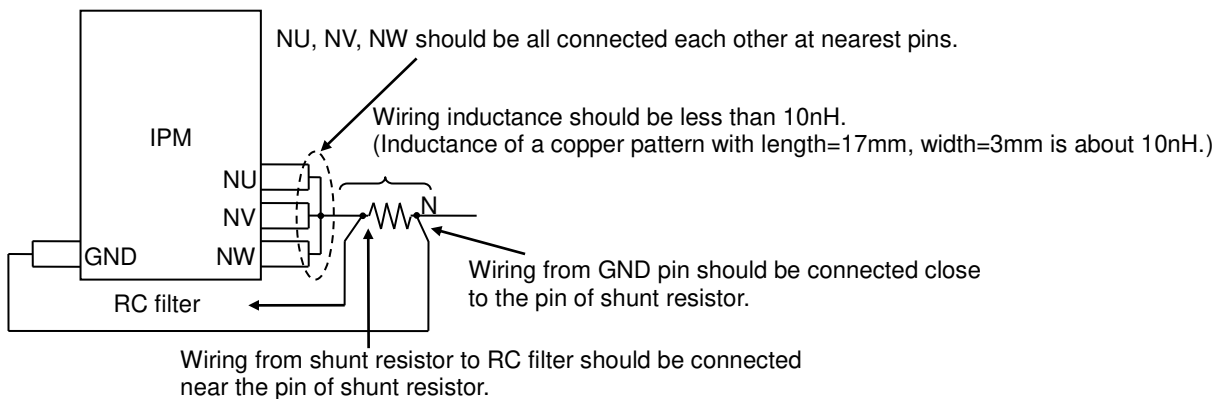 NU, NV, NW should be all connected each other at nearest pins.
Wiring inductance should be less than 10nH.
(Inductance of a copper pattern with length=17mm, width=3mm is about 10nH.)
IPM
NU
NV
N
GND
NW
Wiring from GND pin should be connected close
to the pin of shunt resistor.
RC filter
Wiring from shunt resistor to RC filter should be connected
near the pin of shunt resistor.